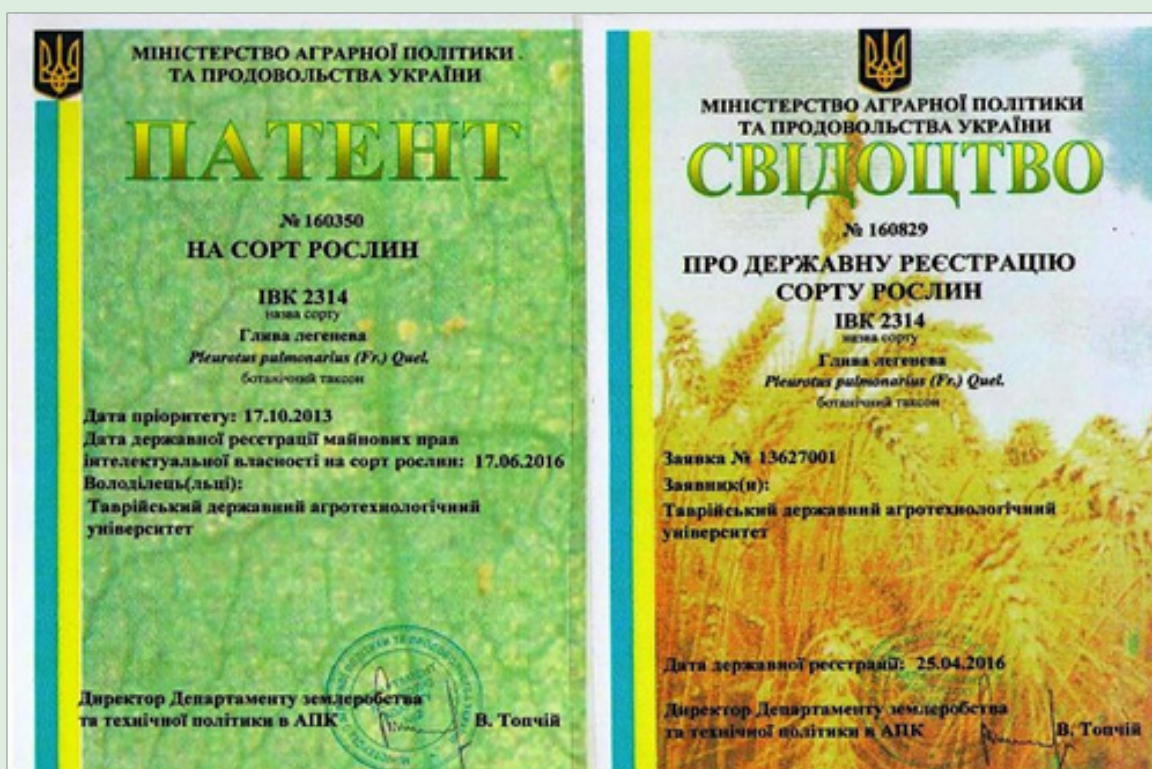 МІНІСТЕРСТВО АГРАРНОЇ ПОЛІТИКИ
ТА ПРОДОВОЛЬСТВА УКРАЇНИ
ПАТЕНТ
№ 160350
НА СОРТ РОСЛИН
ІВК 2314
назва сорту
Глива легенева
Pleurotus pulmonarius (Fr.) Quel.
ботанічний таксон
Дата пріоритету: 17.10.2013
Дата державної реєстрації майнових прав
інтелектуальної власності на сорт рослин: 17.06.2016
Володілець(льці):
Таврійський державний агротехнологічний
університет
Директор Департаменту землеробства
та технічної політики в АПК В. Топчій
МІНІСТЕРСТВО АГРАРНОЇ ПОЛІТИКИ
ТА ПРОДОВОЛЬСТВА УКРАЇНИ
СВІДОЦТВО
№ 160829
ПРО ДЕРЖАВНУ РЕЄСТРАЦІЮ
СОРТУ РОСЛИН
ІВК 2314
назва сорту
Глива легенева
Pleurotus pulmonarius (Fr.) Quel.
ботанічний таксон
Заявка № 13627001
Заявник(и):
Таврійський державний агротехнологічний
університет
Дата державної реєстрації: 25.04.2016
Директор Департаменту землеробства
та технічної політики в АПК В. Топчій